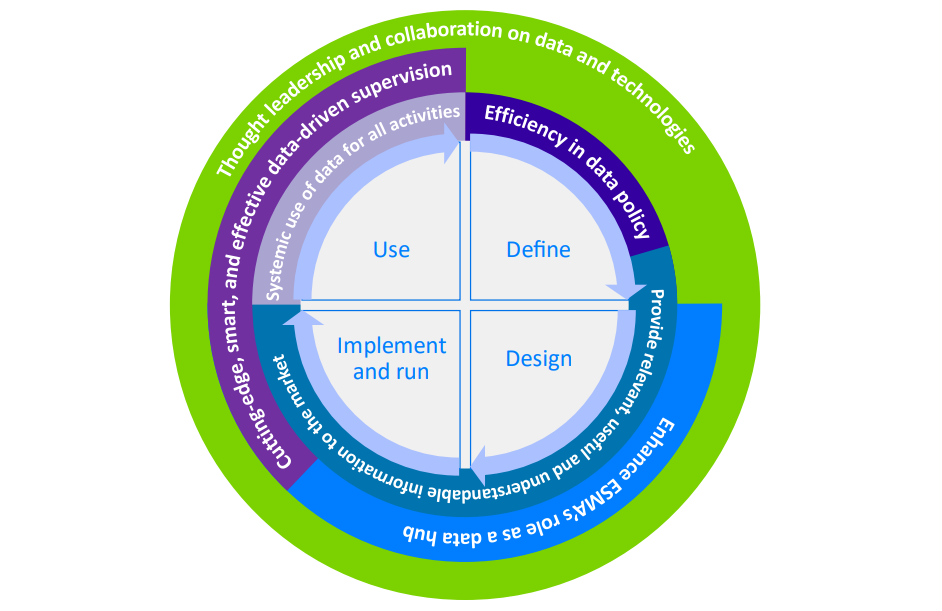 Thought leadership and collaboration on data and technologies
Cutting-edge, smart, and effective data-driven supervision
Systemic use of data for all activities
Efficiency in data policy
Use
Define
Implement
and run
Design
Provide relevant, useful and understandable information to the market
Enhance ESMA's role as a data hub